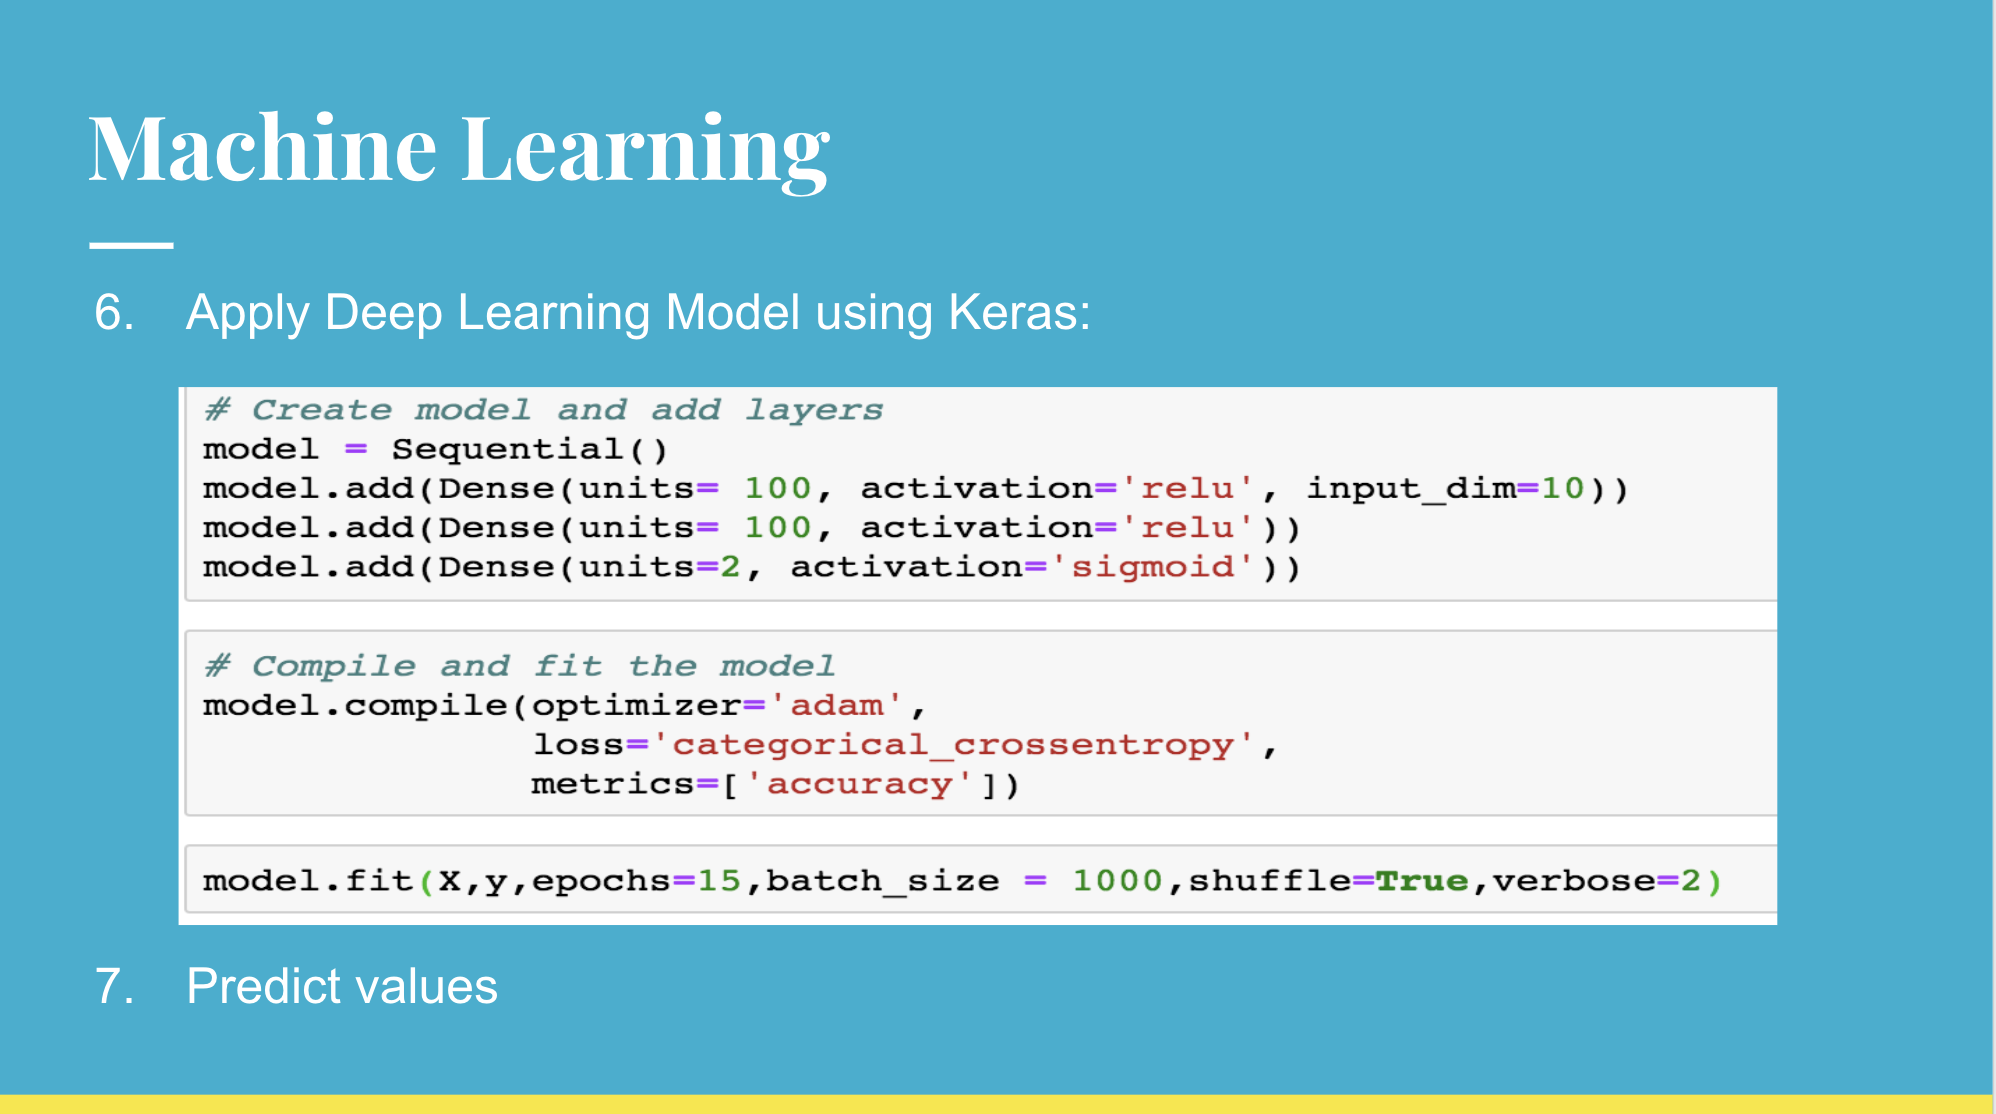 Machine Learning
6. Apply Deep Learning Model using Keras:
# Create model and add layers
model = Sequential()
model.add(Dense(units= 100, activation='relu', input_dim=10))
model.add(Dense(units= 100, activation='relu'))
model.add(Dense(units=2, activation='sigmoid'))
# Compile and fit the model
model.compile(optimizer='adam',
loss='categorical_crossentropy',
metrics=['accuracy'])
model.fit(X,y,epochs=15,batch_size = 1000,shuffle=True,verbose=2)
7. Predict values